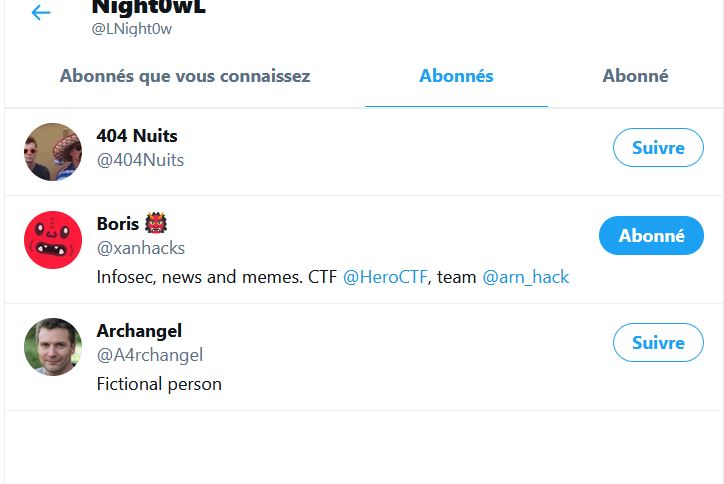 Night0wL
@LNight0w
Abonnés que vous connaissez
Abonnés
Abonné
404 Nuits
@404Nuits
Suivre
Boris 👹
@xanhacks
Abonné
Infosec, news and memes. CTF @HeroCTF, team @arn_hack
Archangel
@A4rchangel
Suivre
Fictional person